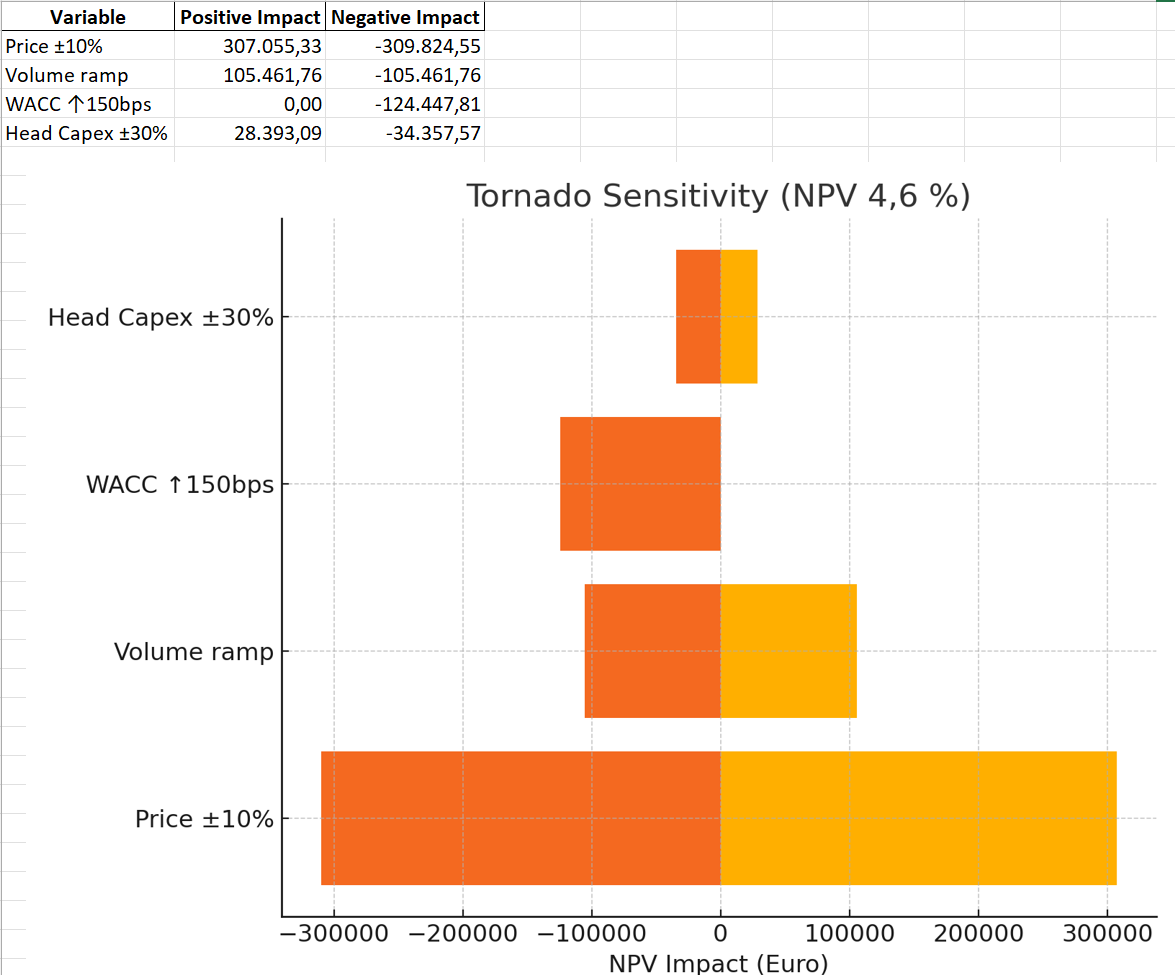 Variable Positive Impact Negative Impact
Price ±10% 307.055,33 -309.824,55
Volume ramp 105.461,76 -105.461,76
WACC ↑150bps 0,00 -124.447,81
Head Capex ±30% 28.393,09 -34.357,57
Tornado Sensitivity (NPV 4,6 %)
Head Capex ±30%
WACC ↑150bps
Volume ramp
Price ±10%
−300000 −200000 −100000 0 100000 200000 300000
NPV Impact (Euro)